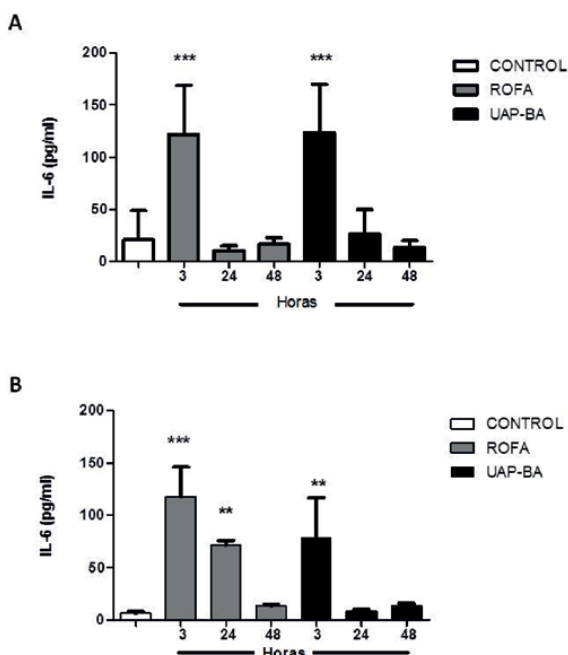 A
IL-6 (pg/ml)
200
150
100
50
0
***
***
3 24 48 3 24 48
Horas
CONTROL
ROFA
UAP-BA
B
IL-6 (pg/ml)
200
150
100
50
0
***
**
**
3 24 48 3 24 48
Horas
CONTROL
ROFA
UAP-BA